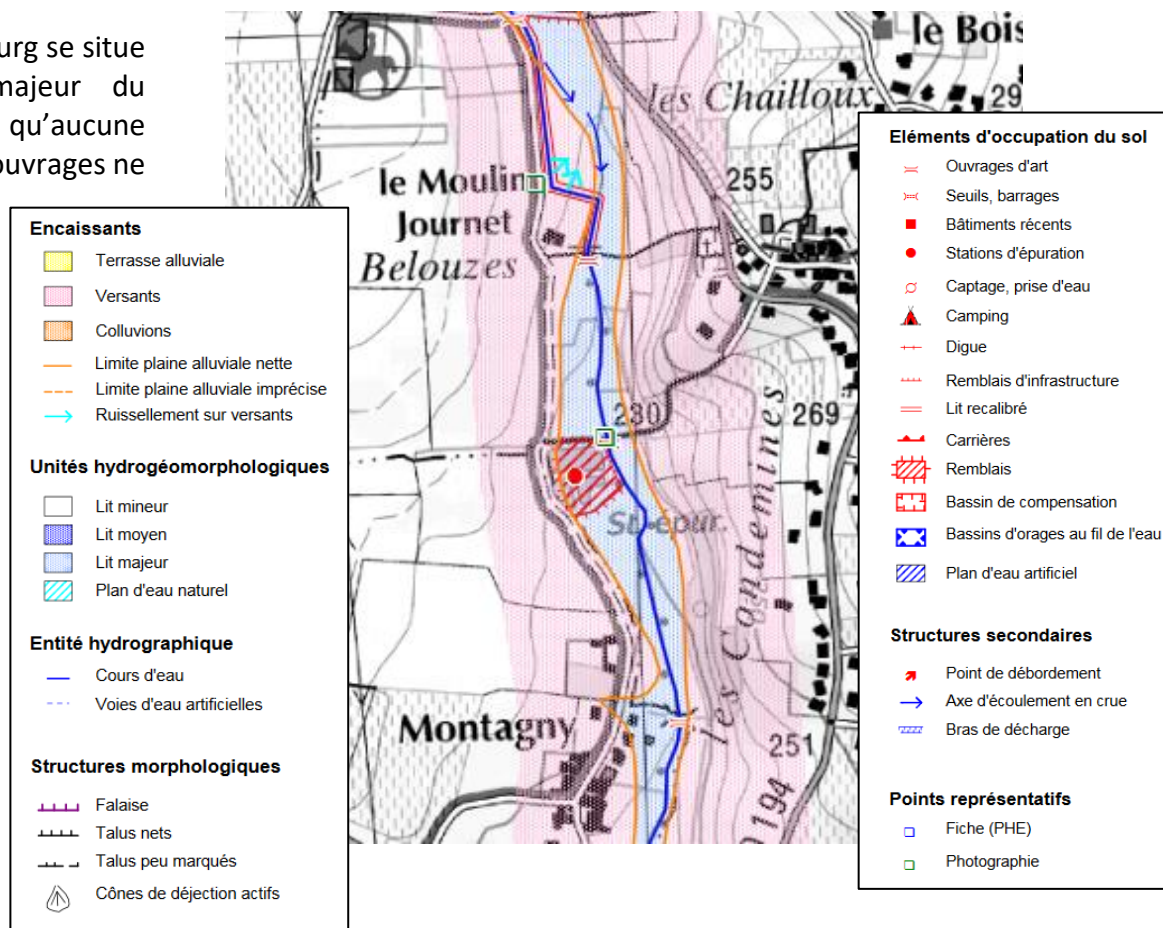 urg se situe
majeur du
qu'aucune
ouvrages ne
le Bois
les Chailloux
29
le Moulin
Journet
Belouzes
255
230
269
St. épur.
les Candemines
Montagny
251
194
Encaissants
Terrasse alluviale
Versants
Colluvions
Limite plaine alluviale nette
Limite plaine alluviale imprécise
Ruissellement sur versants
Unités hydrogéomorphologiques
Lit mineur
Lit moyen
Lit majeur
Plan d'eau naturel
Entité hydrographique
Cours d'eau
Voies d'eau artificielles
Structures morphologiques
Falaise
Talus nets
Talus peu marqués
Cônes de déjection actifs
Eléments d'occupation du sol
Ouvrages d'art
Seuils, barrages
Bâtiments récents
Stations d'épuration
Captage, prise d'eau
Camping
Digue
Remblais d'infrastructure
Lit recalibré
Carrières
Remblais
Bassin de compensation
Bassins d'orages au fil de l'eau
Plan d'eau artificiel
Structures secondaires
Point de débordement
Axe d'écoulement en crue
Bras de décharge
Points représentatifs
Fiche (PHE)
Photographie